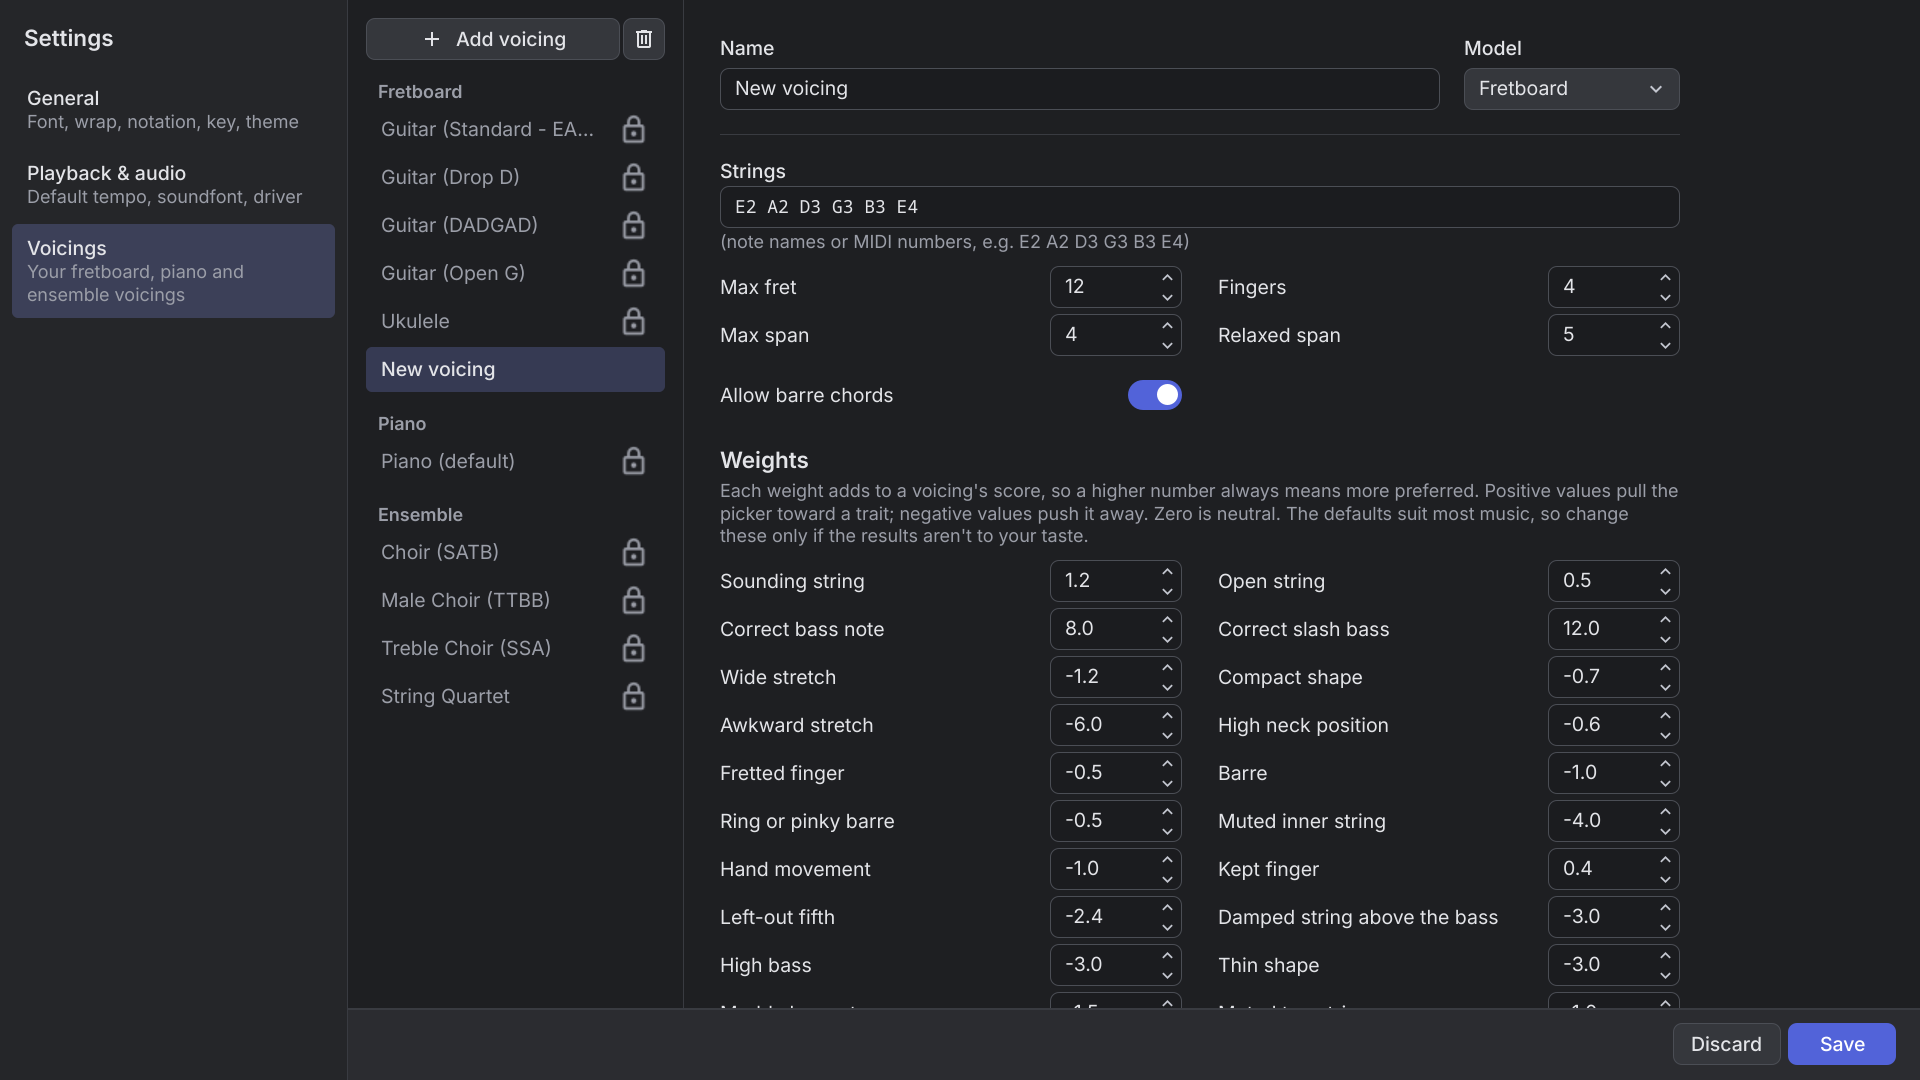 Settings
General
Font, wrap, notation, key, theme
Playback & audio
Default tempo, soundfont, driver
Voicings
Your fretboard, piano and
ensemble voicings
Add voicing
Fretboard
Guitar (Standard - EA...
Guitar (Drop D)
Guitar (DADGAD)
Guitar (Open G)
Ukulele
New voicing
Piano
Piano (default)
Ensemble
Choir (SATB)
Male Choir (TTBB)
Treble Choir (SSA)
String Quartet
Name
Model
New voicing
Fretboard
Strings
E2 A2 D3 G3 B3 E4
(note names or MIDI numbers, e.g. E2 A2 D3 G3 B3 E4)
Max fret 12 Fingers 4
Max span 4 Relaxed span 5
Allow barre chords
Weights
Each weight adds to a voicing's score, so a higher number always means more preferred. Positive values pull the
picker toward a trait; negative values push it away. Zero is neutral. The defaults suit most music, so change
these only if the results aren't to your taste.
Sounding string 1.2 Open string 0.5
Correct bass note 8.0 Correct slash bass 12.0
Wide stretch -1.2 Compact shape -0.7
Awkward stretch -6.0 High neck position -0.6
Fretted finger -0.5 Barre -1.0
Ring or pinky barre -0.5 Muted inner string -4.0
Hand movement -1.0 Kept finger 0.4
Left-out fifth -2.4 Damped string above the bass -3.0
High bass -3.0 Thin shape -3.0
Discard
Save